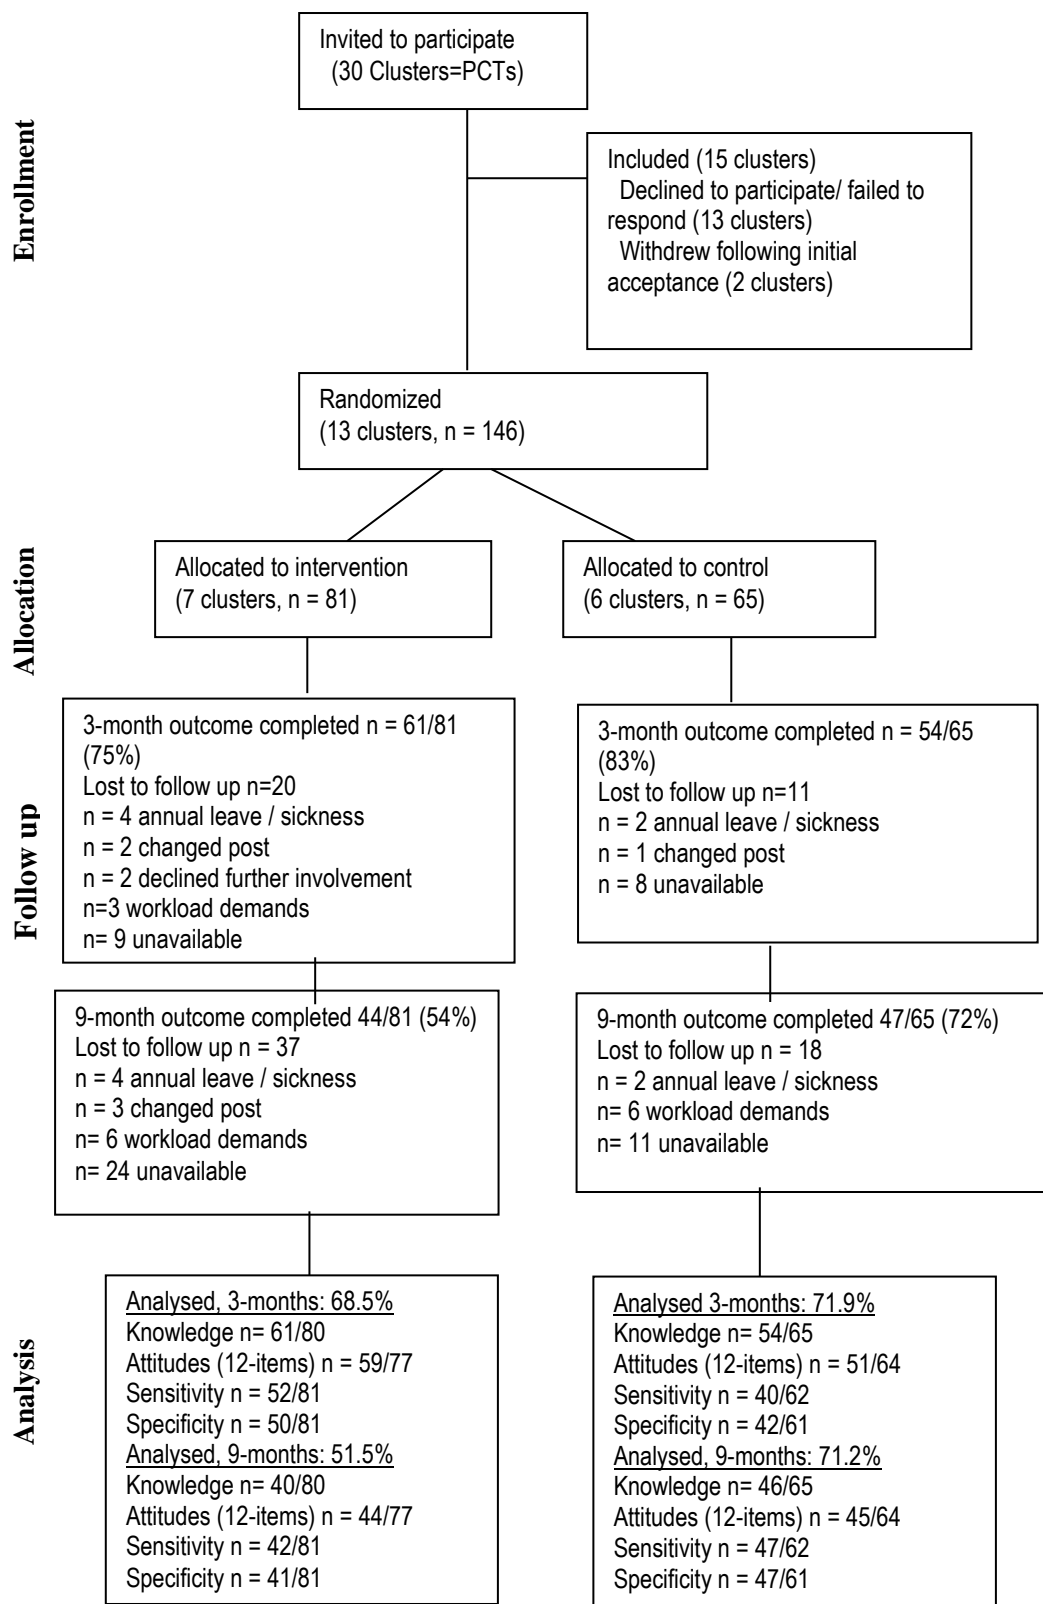 Invited to participate
(30 Clusters=PCTs)
Enrollment
Included (15 clusters)
Declined to participate/ failed to
respond (13 clusters)
Withdrew following initial
acceptance (2 clusters)
Randomized
(13 clusters, n = 146)
Allocation
Allocated to intervention
(7 clusters, n = 81)
Allocated to control
(6 clusters, n = 65)
Follow up
3-month outcome completed n = 61/81
(75%)
Lost to follow up n=20
n = 4 annual leave / sickness
n = 2 changed post
n = 2 declined further involvement
n=3 workload demands
n= 9 unavailable
3-month outcome completed n = 54/65
(83%)
Lost to follow up n=11
n = 2 annual leave / sickness
n = 1 changed post
n = 8 unavailable
9-month outcome completed 44/81 (54%)
Lost to follow up n = 37
n = 4 annual leave / sickness
n = 3 changed post
n= 6 workload demands
n= 24 unavailable
9-month outcome completed 47/65 (72%)
Lost to follow up n = 18
n = 2 annual leave / sickness
n= 6 workload demands
n= 11 unavailable
Analysis
Analysed, 3-months: 68.5%
Knowledge n= 61/80
Attitudes (12-items) n = 59/77
Sensitivity n = 52/81
Specificity n = 50/81
Analysed, 9-months: 51.5%
Knowledge n= 40/80
Attitudes (12-items) n = 44/77
Sensitivity n = 42/81
Specificity n = 41/81
Analysed 3-months: 71.9%
Knowledge n= 54/65
Attitudes (12-items) n = 51/64
Sensitivity n = 40/62
Specificity n = 42/61
Analysed, 9-months: 71.2%
Knowledge n= 46/65
Attitudes (12-items) n = 45/64
Sensitivity n = 47/62
Specificity n = 47/61